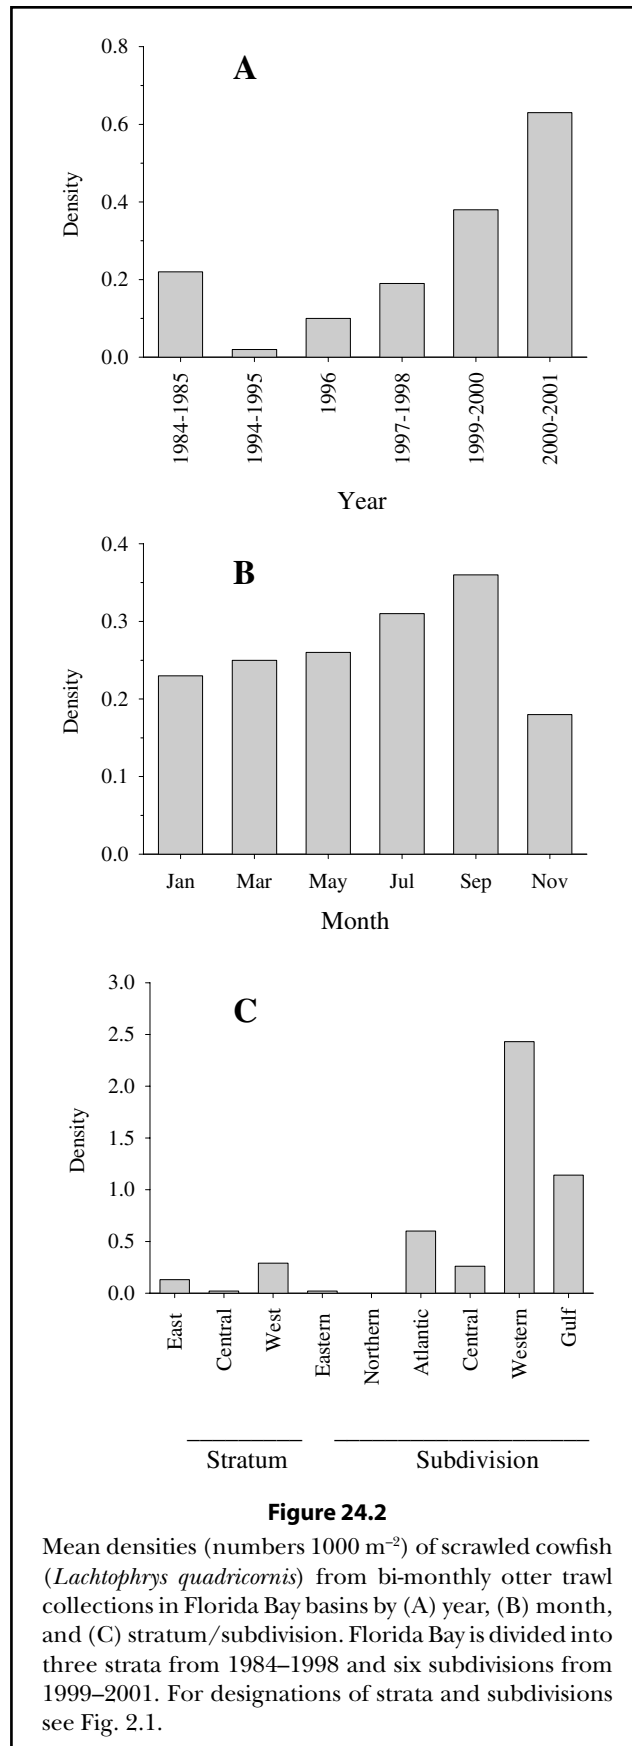 A
0.8
0.6
0.4
0.2
0.0
Density
1984-1985
1994-1995
1996
1997-1998
1999-2000
2000-2001
Year
B
0.4
0.3
0.2
0.1
0.0
Density
Jan Mar May Jul Sep Nov
Month
C
3.0
2.5
2.0
1.5
1.0
0.5
0.0
Density
East
Central
West
Eastern
Northern
Atlantic
Central
Western
Gulf
Stratum Subdivision
Figure 24.2
Mean densities (numbers 1000 m⁻²) of scrawled cowfish
(Lachtophrys quadricornis) from bi-monthly otter trawl
collections in Florida Bay basins by (A) year, (B) month,
and (C) stratum/subdivision. Florida Bay is divided into
three strata from 1984–1998 and six subdivisions from
1999–2001. For designations of strata and subdivisions
see Fig. 2.1.